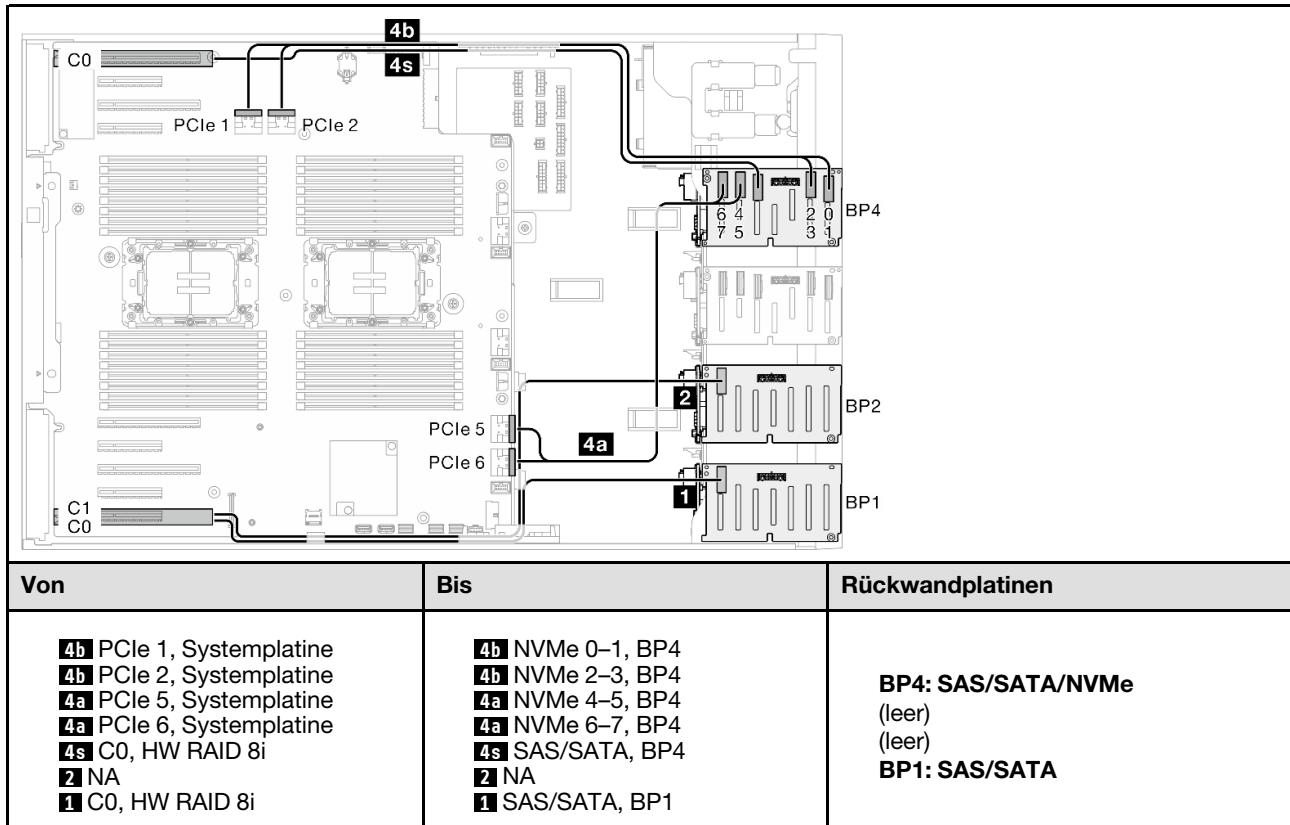 4b
C0
4s
PCIe 1
PCIe 2
6 4 2 0
7 5 3 1
BP4
2
BP2
PCIe 5
4a
PCIe 6
1
BP1
C1
C0
Von
Bis
Rückwandplatinen
4b PCIe 1, Systemplatine
4b PCIe 2, Systemplatine
4a PCIe 5, Systemplatine
4a PCIe 6, Systemplatine
4s C0, HW RAID 8i
2 NA
1 C0, HW RAID 8i
4b NVMe 0–1, BP4
4b NVMe 2–3, BP4
4a NVMe 4–5, BP4
4a NVMe 6–7, BP4
4s SAS/SATA, BP4
2 NA
1 SAS/SATA, BP1
BP4: SAS/SATA/NVMe
(leer)
(leer)
BP1: SAS/SATA